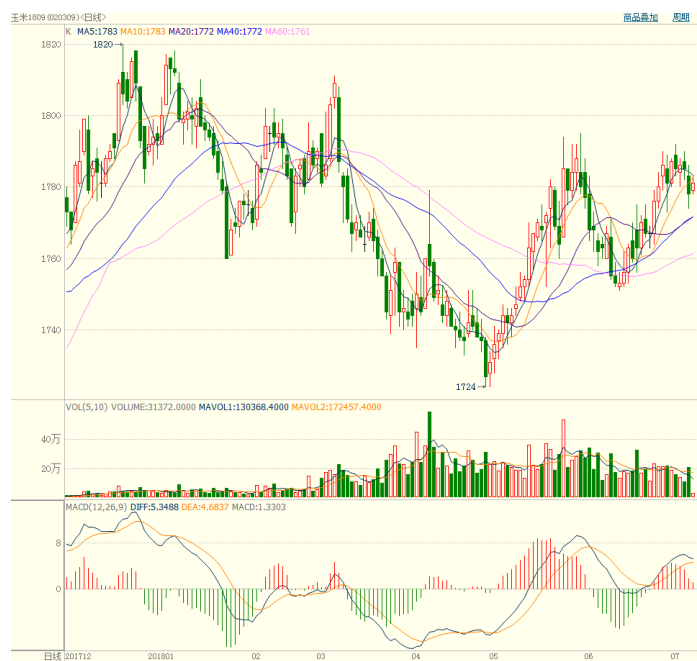 玉米1809(020309)<日线> 商品叠加 周期
K MA5:1783 MA10:1783 MA20:1772 MA40:1772 MA60:1761
1820 1820
1800
1780
1760
1740
1724
VOL(5,10) VOLUME:31372.0000 MAVOL1:130368.4000 MAVOL2:172457.4000
40万
20万
MACD(12,26,9) DIFF:5.3488 DEA:4.6837 MACD:1.3303
8
0
日线 201712 201801 02 03 04 05 06 07